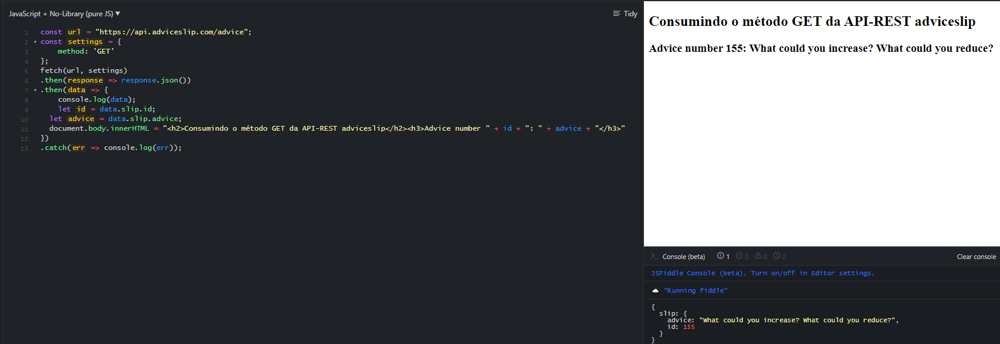 JavaScript + No-Library (pure JS) ▼
Tidy
1 const url = "https://api.adviceslip.com/advice";
2 ▾ const settings = {
3 method: 'GET'
4 };
5 fetch(url, settings)
6 .then(response => response.json())
7 ▾ .then(data => {
8 console.log(data);
9 let id = data.slip.id;
10 let advice = data.slip.advice;
11 document.body.innerHTML = "<h2>Consumindo o método GET da API-REST adviceslip</h2><h3>Advice number " + id + ": " + advice + "</h3>"
12 })
13 .catch(err => console.log(err));
Consumindo o método GET da API-REST adviceslip
Advice number 155: What could you increase? What could you reduce?
>_ Console (beta) 1 0 0 0 Clear console
JSFiddle Console (beta). Turn on/off in Editor settings.
"Running fiddle"
{
slip: {
advice: "What could you increase? What could you reduce?",
id: 155
}
}